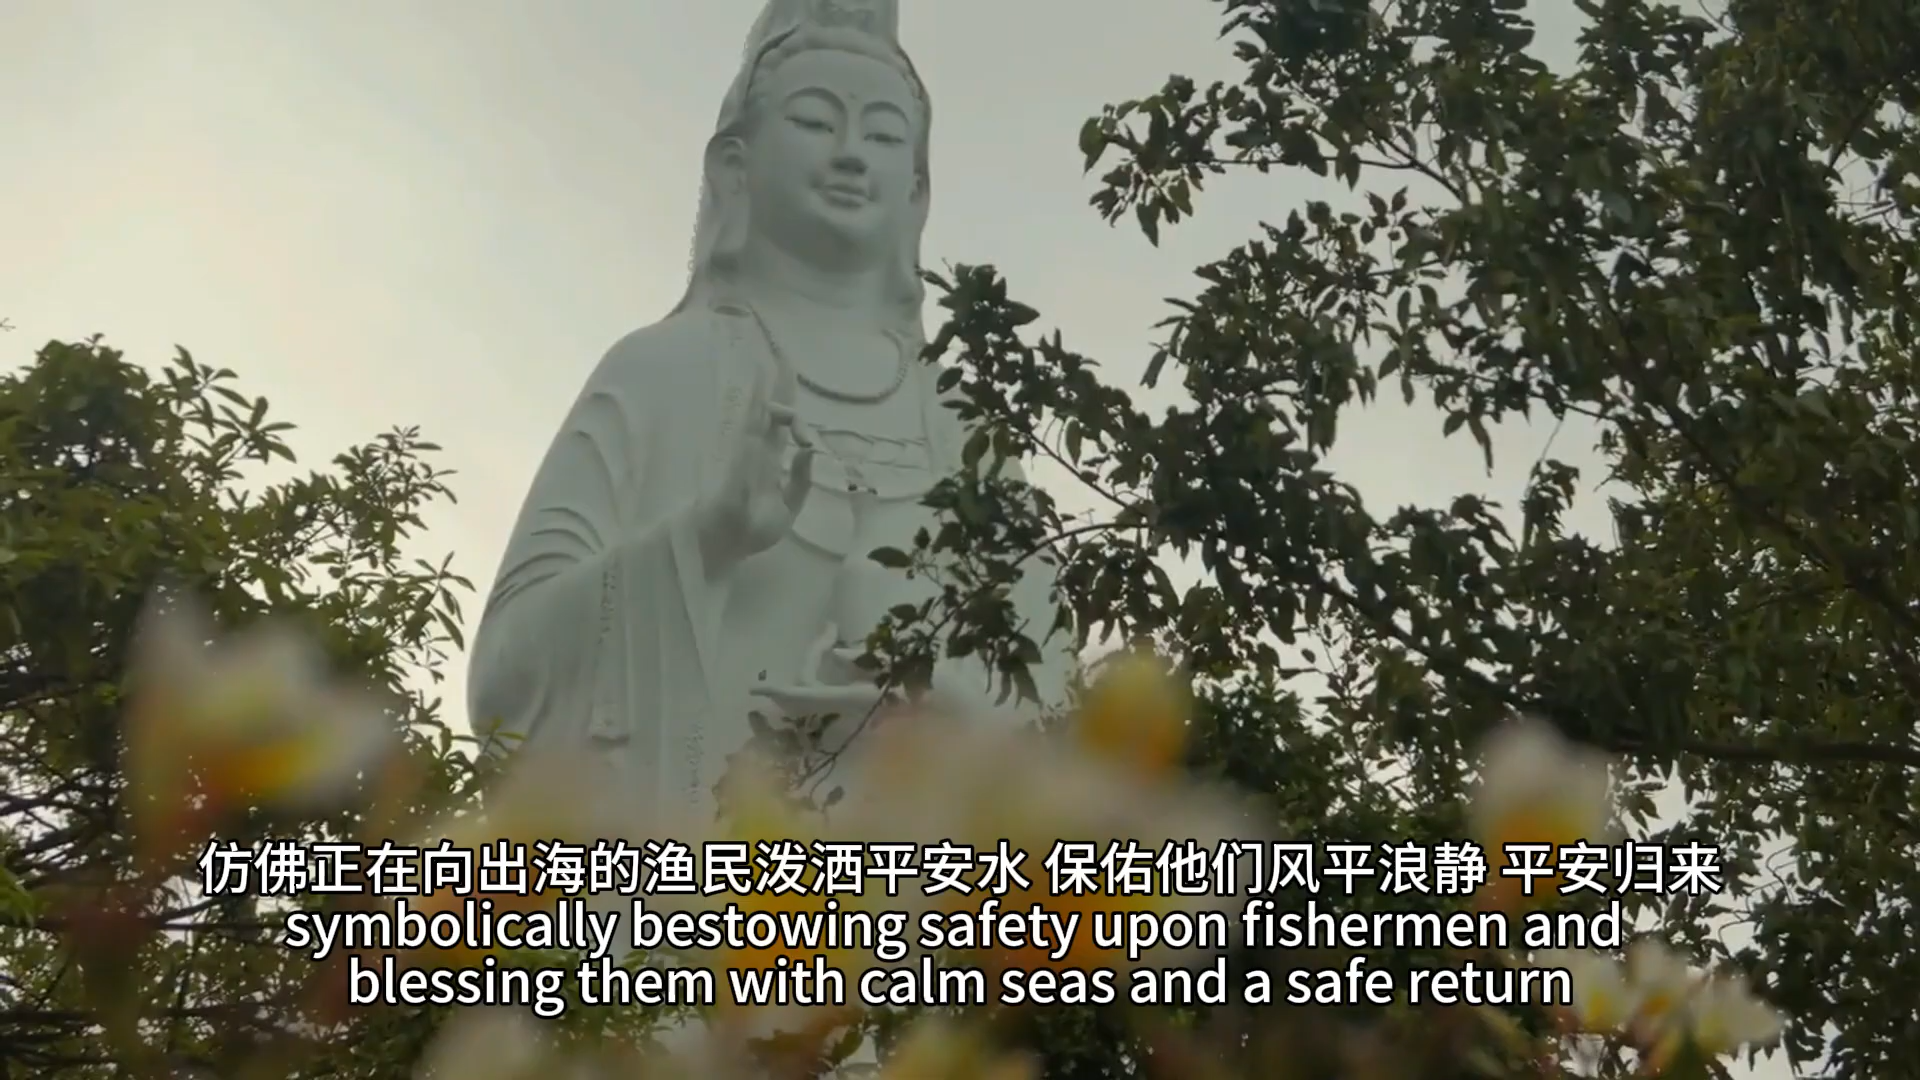 仿佛正在向出海的渔民泼洒平安水 保佑他们风平浪静 平安归来
symbolically bestowing safety upon fishermen and
blessing them with calm seas and a safe return